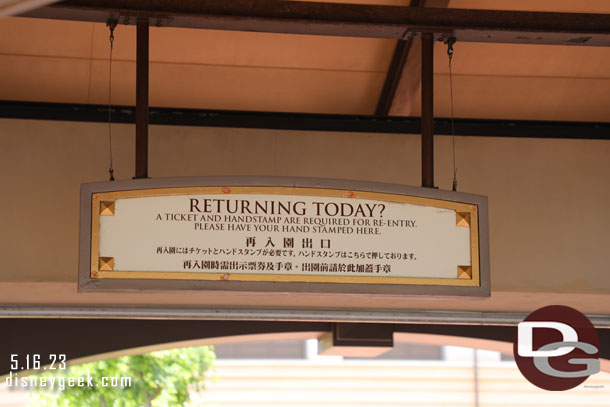 RETURNING TODAY?
A TICKET AND HANDSTAMP ARE REQUIRED FOR RE-ENTRY.
PLEASE HAVE YOUR HAND STAMPED HERE.
再入園出口
再入園にはチケットとハンドスタンプが必要です。ハンドスタンプはこちらで押しております。
再入園時需出示票券及手章。出園前請於此加蓋手章
5.16.23
disneygeek.com
DG
disneygeek